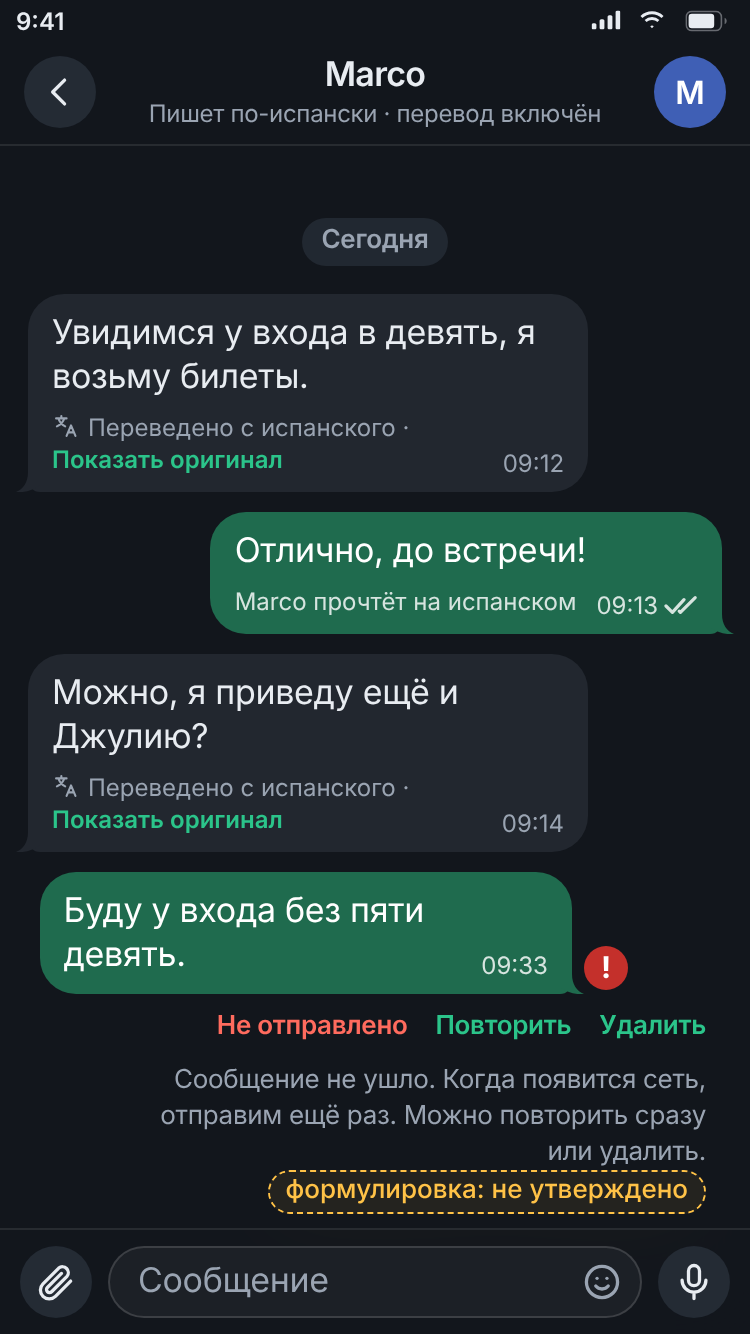 9:41
Marco
Пишет по-испански · перевод включён
M
Сегодня
Увидимся у входа в девять, я
возьму билеты.
Переведено с испанского ·
Показать оригинал 09:12
Отлично, до встречи!
Marco прочтёт на испанском 09:13
Можно, я приведу ещё и
Джулию?
Переведено с испанского ·
Показать оригинал 09:14
Буду у входа без пяти
девять. 09:33
!
Не отправлено Повторить Удалить
Сообщение не ушло. Когда появится сеть,
отправим ещё раз. Можно повторить сразу
или удалить.
формулировка: не утверждено
Сообщение